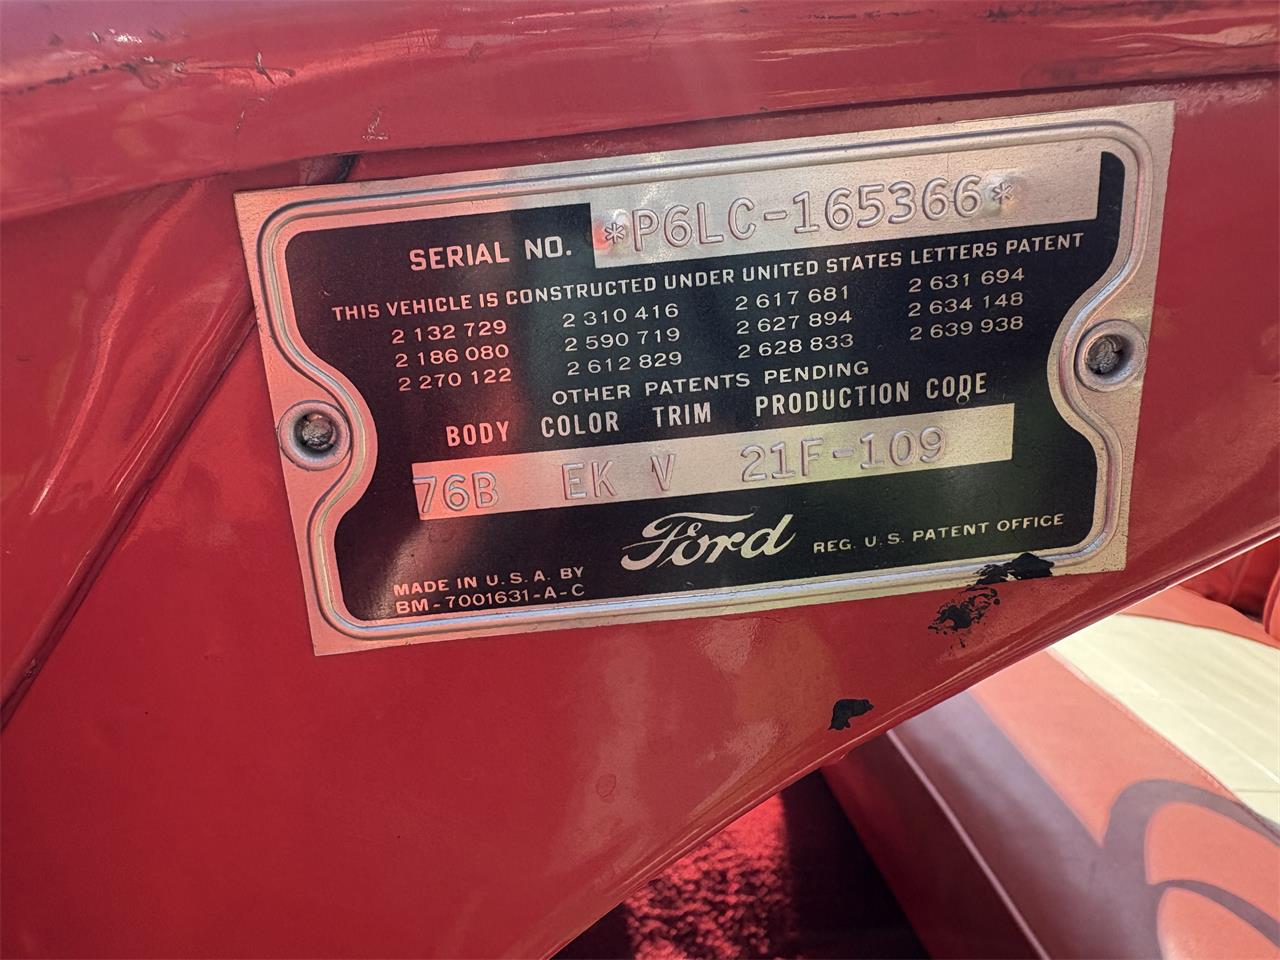 SERIAL NO. *P6LC-165366*
THIS VEHICLE IS CONSTRUCTED UNDER UNITED STATES LETTERS PATENT
2 132 729 2 310 416 2 617 681 2 631 694
2 186 080 2 590 719 2 627 894 2 634 148
2 270 122 2 612 829 2 628 833 2 639 938
OTHER PATENTS PENDING
BODY COLOR TRIM PRODUCTION CODE
76B EK V 21F-109
Ford REG. U.S. PATENT OFFICE
MADE IN U.S.A. BY
BM-7001631-A-C